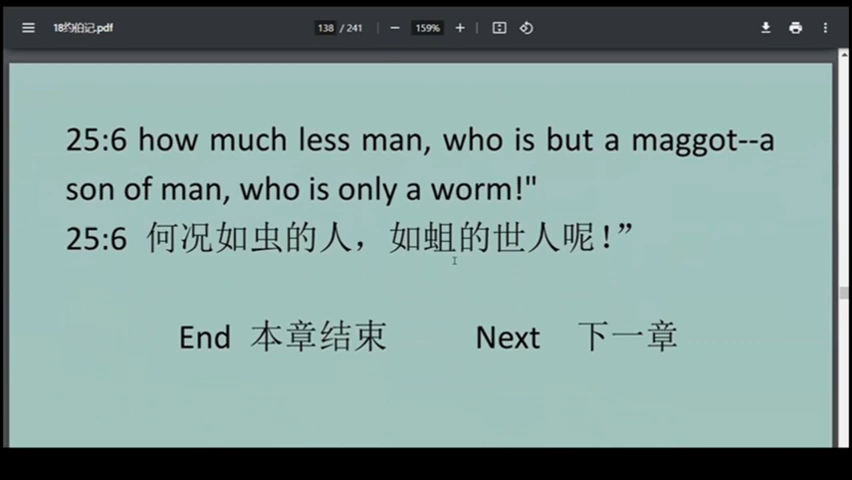 18约伯记.pdf
138 / 241
159%
25:6 how much less man, who is but a maggot--a
son of man, who is only a worm!"
25:6 何况如虫的人，如蛆的世人呢！”
End 本章结束 Next 下一章